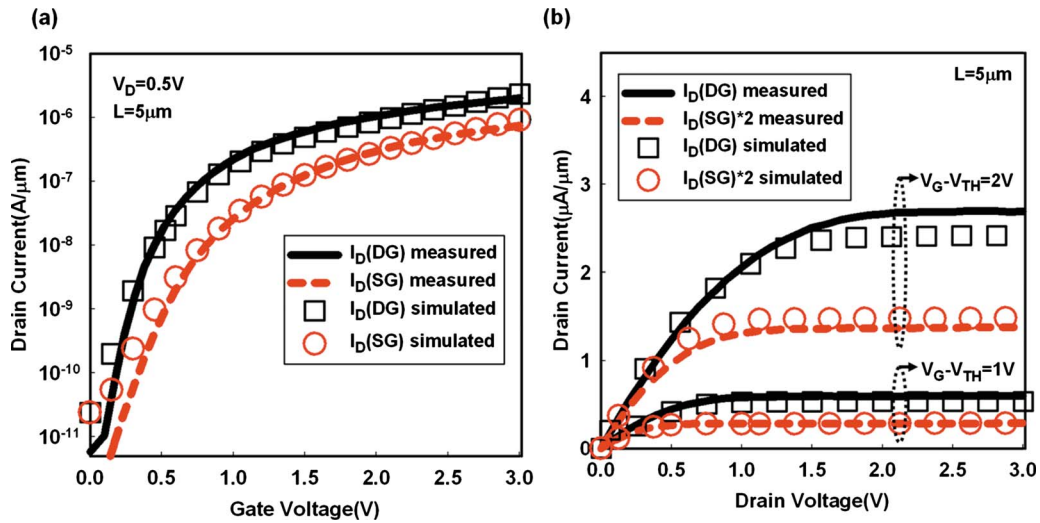 (a)
10⁻⁵
10⁻⁶
10⁻⁷
10⁻⁸
10⁻⁹
10⁻¹⁰
10⁻¹¹
Drain Current(A/μm)
V_D=0.5V
L=5μm
I_D(DG) measured
I_D(SG) measured
I_D(DG) simulated
I_D(SG) simulated
0.0 0.5 1.0 1.5 2.0 2.5 3.0
Gate Voltage(V)
(b)
4
3
2
1
0
Drain Current(μA/μm)
L=5μm
I_D(DG) measured
I_D(SG)*2 measured
I_D(DG) simulated
I_D(SG)*2 simulated
V_G-V_TH=2V
V_G-V_TH=1V
0.0 0.5 1.0 1.5 2.0 2.5 3.0
Drain Voltage(V)